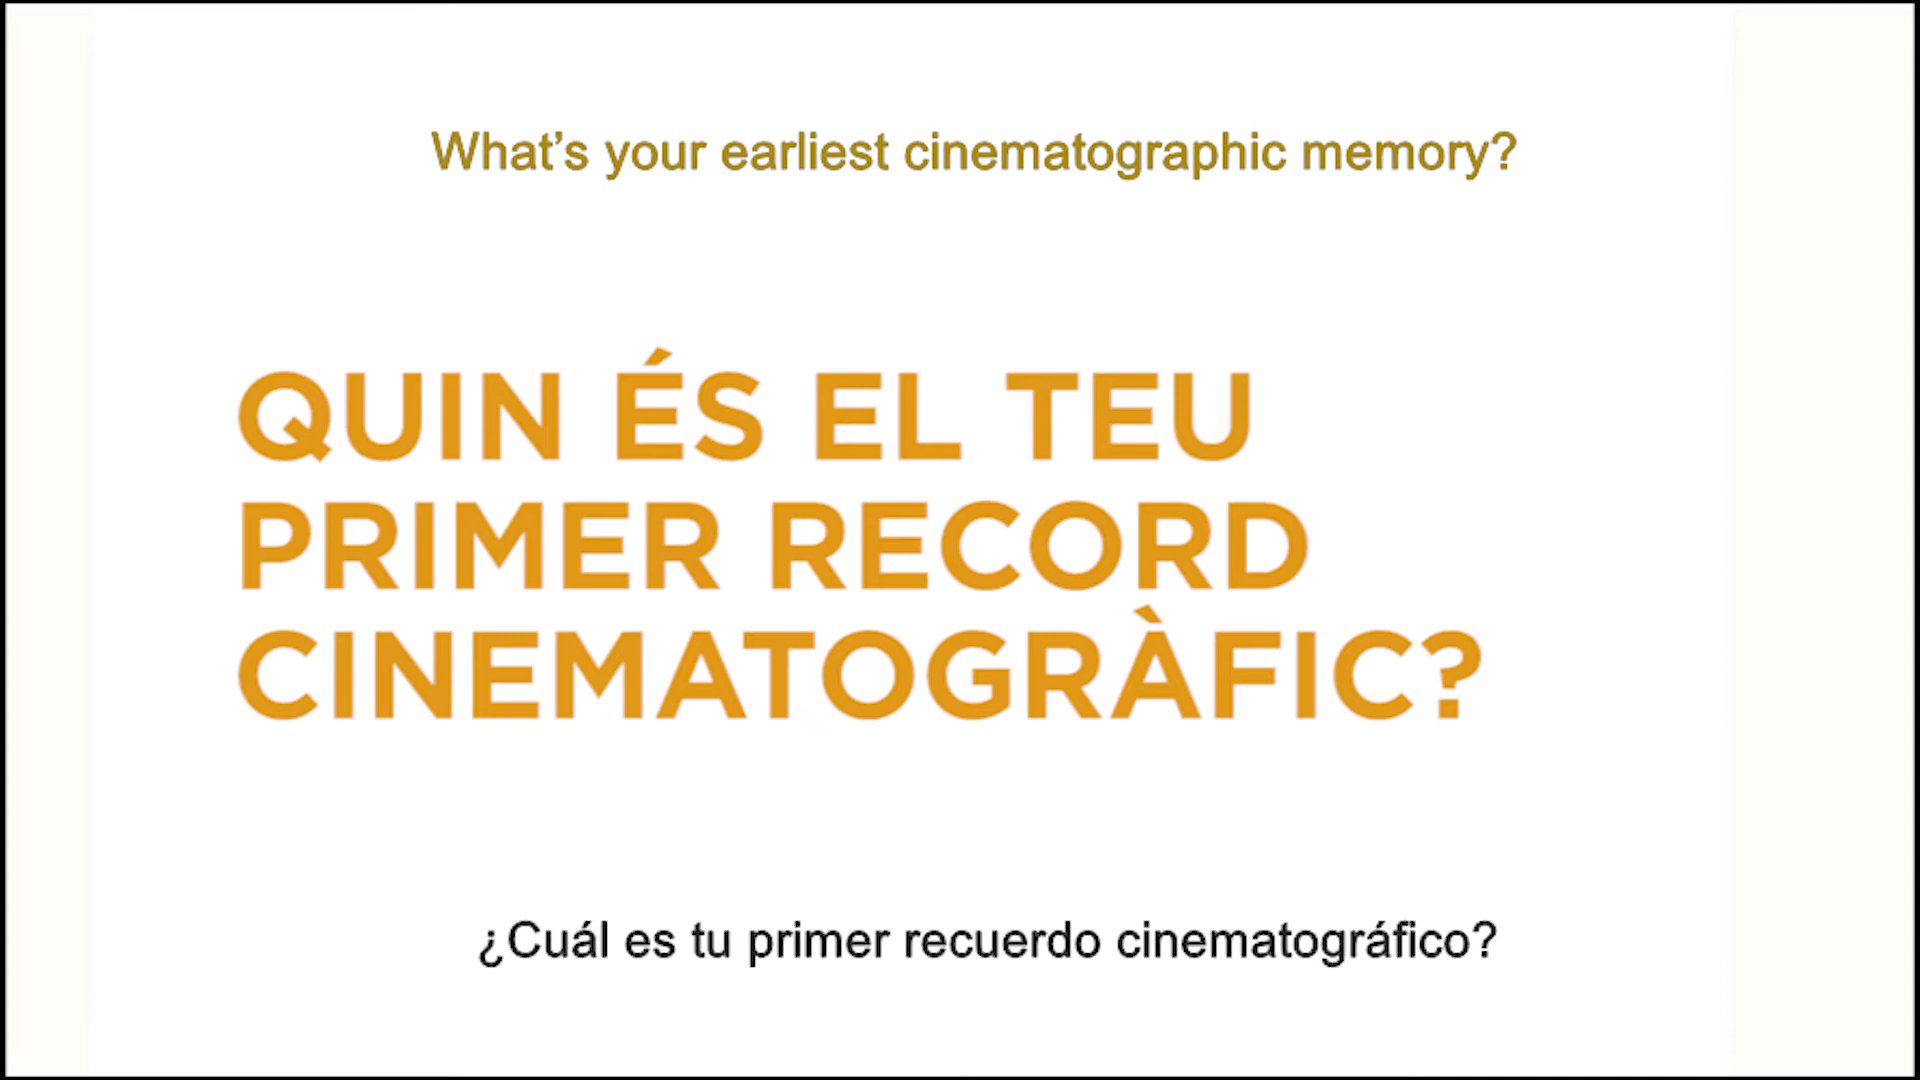 What’s your earliest cinematographic memory?
QUIN ÉS EL TEU
PRIMER RECORD
CINEMATOGRÀFIC?
¿Cuál es tu primer recuerdo cinematográfico?